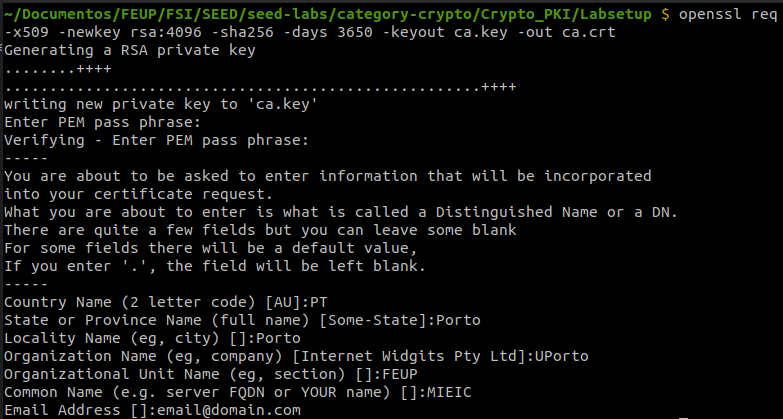 ~/Documentos/FEUP/FSI/SEED/seed-labs/category-crypto/Crypto_PKI/Labsetup $ openssl req
-x509 -newkey rsa:4096 -sha256 -days 3650 -keyout ca.key -out ca.crt
Generating a RSA private key
........++++
.....................................................++++
writing new private key to 'ca.key'
Enter PEM pass phrase:
Verifying - Enter PEM pass phrase:
-----
You are about to be asked to enter information that will be incorporated
into your certificate request.
What you are about to enter is what is called a Distinguished Name or a DN.
There are quite a few fields but you can leave some blank
For some fields there will be a default value,
If you enter '.', the field will be left blank.
-----
Country Name (2 letter code) [AU]:PT
State or Province Name (full name) [Some-State]:Porto
Locality Name (eg, city) []:Porto
Organization Name (eg, company) [Internet Widgits Pty Ltd]:UPorto
Organizational Unit Name (eg, section) []:FEUP
Common Name (e.g. server FQDN or YOUR name) []:MIEIC
Email Address []:email@domain.com